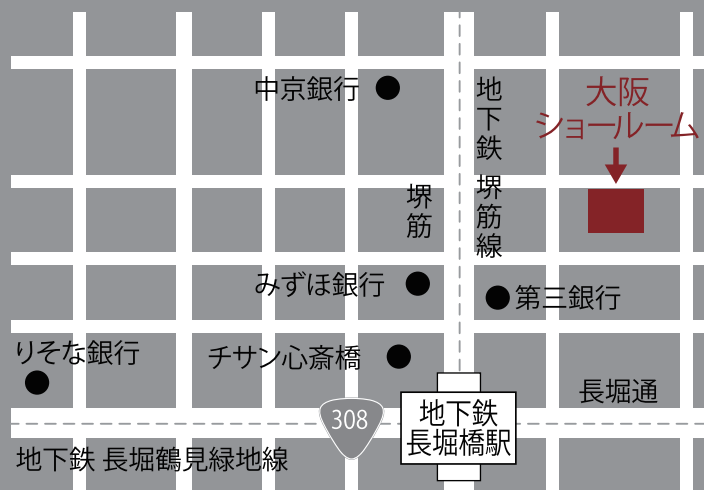 中京銀行
地下鉄 堺筋線
大阪
ショールーム
堺筋
みずほ銀行
第三銀行
りそな銀行
チサン心斎橋
308
地下鉄
長堀橋駅
長堀通
地下鉄 長堀鶴見緑地線